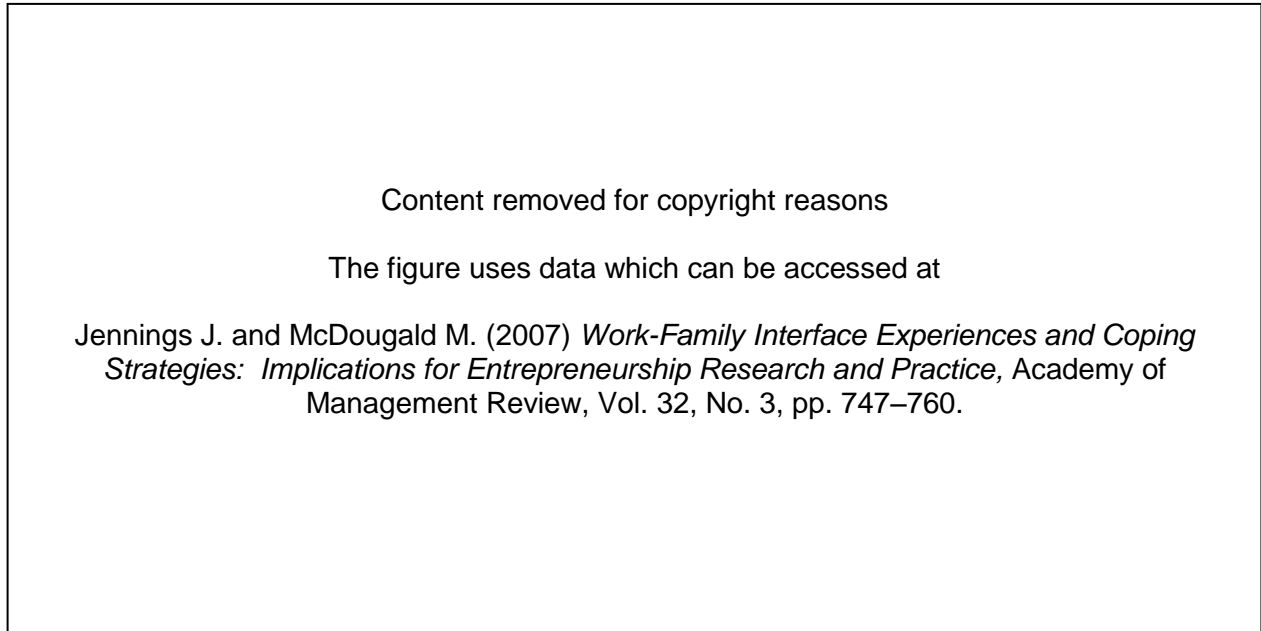 Content removed for copyright reasons
The figure uses data which can be accessed at
Jennings J. and McDougald M. (2007) Work-Family Interface Experiences and Coping
Strategies:  Implications for Entrepreneurship Research and Practice, Academy of
Management Review, Vol. 32, No. 3, pp. 747–760.